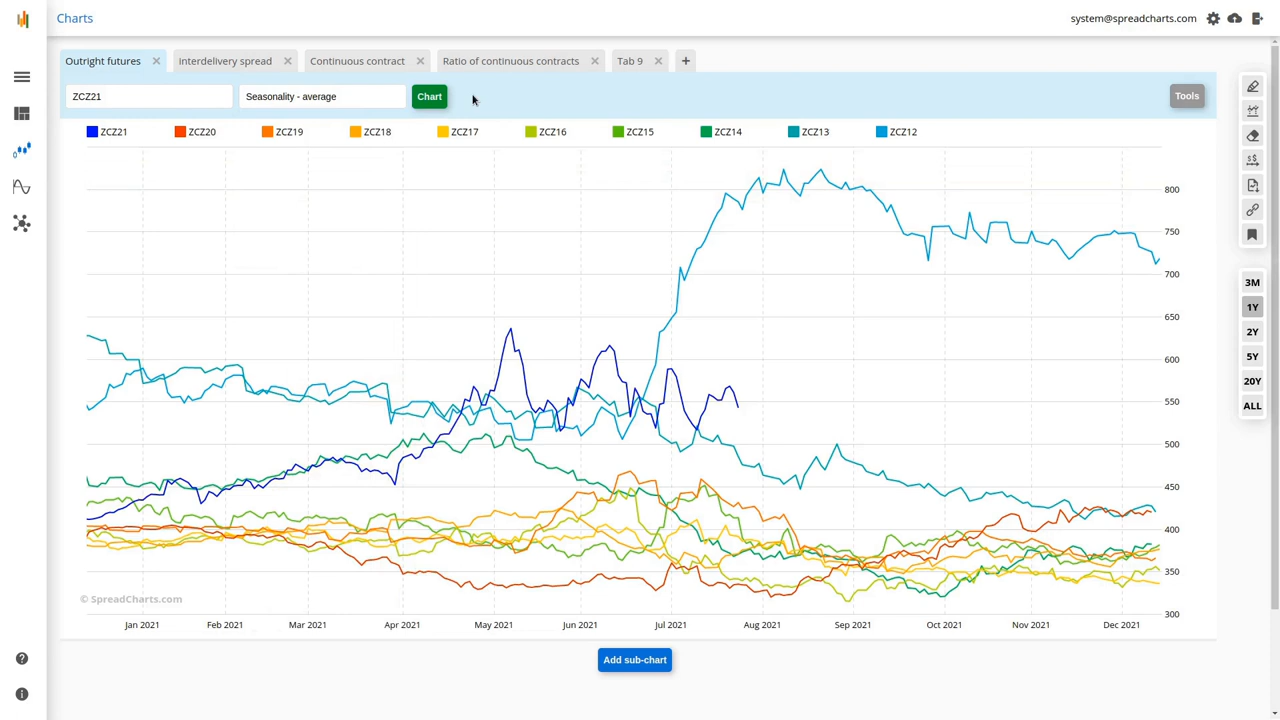 Charts
system@spreadcharts.com
Outright futures
Interdelivery spread
Continuous contract
Ratio of continuous contracts
Tab 9
ZCZ21
Seasonality - average
Chart
Tools
ZCZ21 ZCZ20 ZCZ19 ZCZ18 ZCZ17 ZCZ16 ZCZ15 ZCZ14 ZCZ13 ZCZ12
800
750
700
650
600
550
500
450
400
350
300
3M
1Y
2Y
5Y
20Y
ALL
© SpreadCharts.com
Jan 2021 Feb 2021 Mar 2021 Apr 2021 May 2021 Jun 2021 Jul 2021 Aug 2021 Sep 2021 Oct 2021 Nov 2021 Dec 2021
Add sub-chart